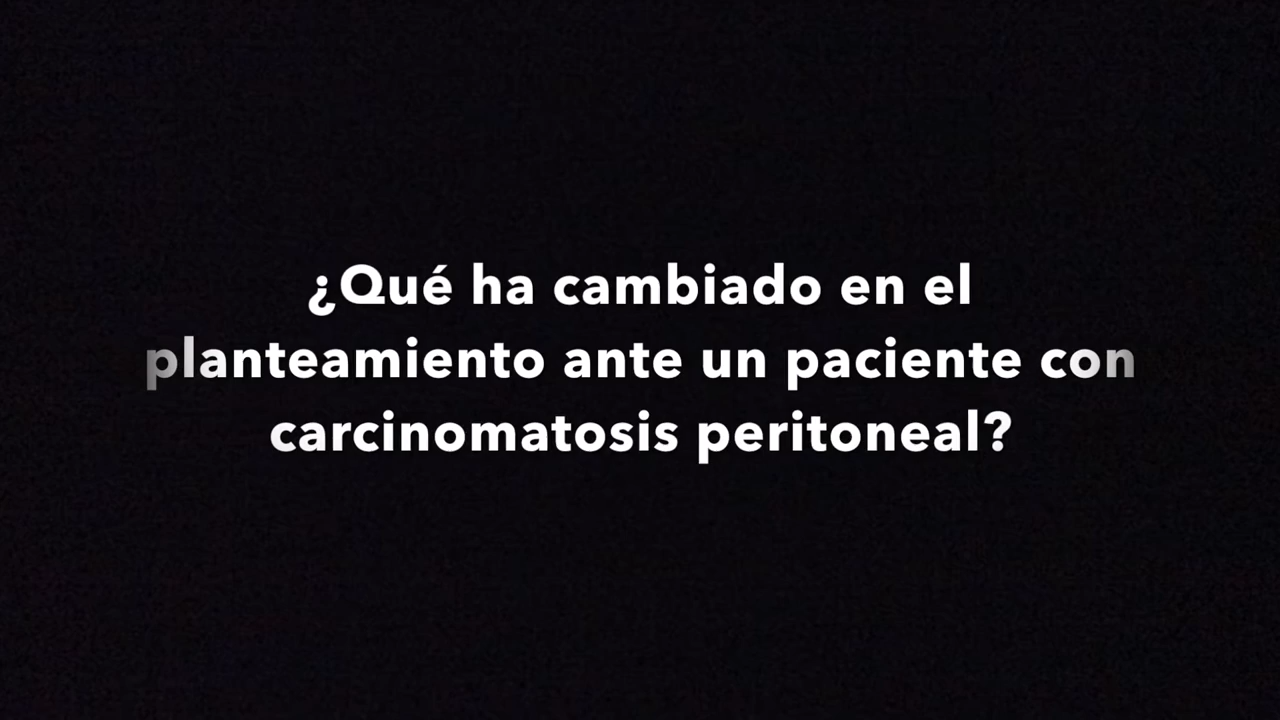 ¿Qué ha cambiado en el
planteamiento ante un paciente con
carcinomatosis peritoneal?